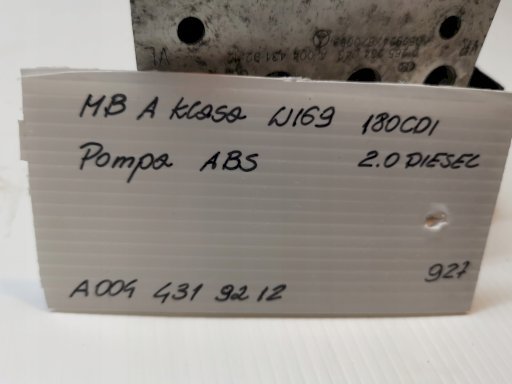 MB A klasa W169 180CDI
Pompa ABS 2.0 DIESEL
927
A004 431 92 12